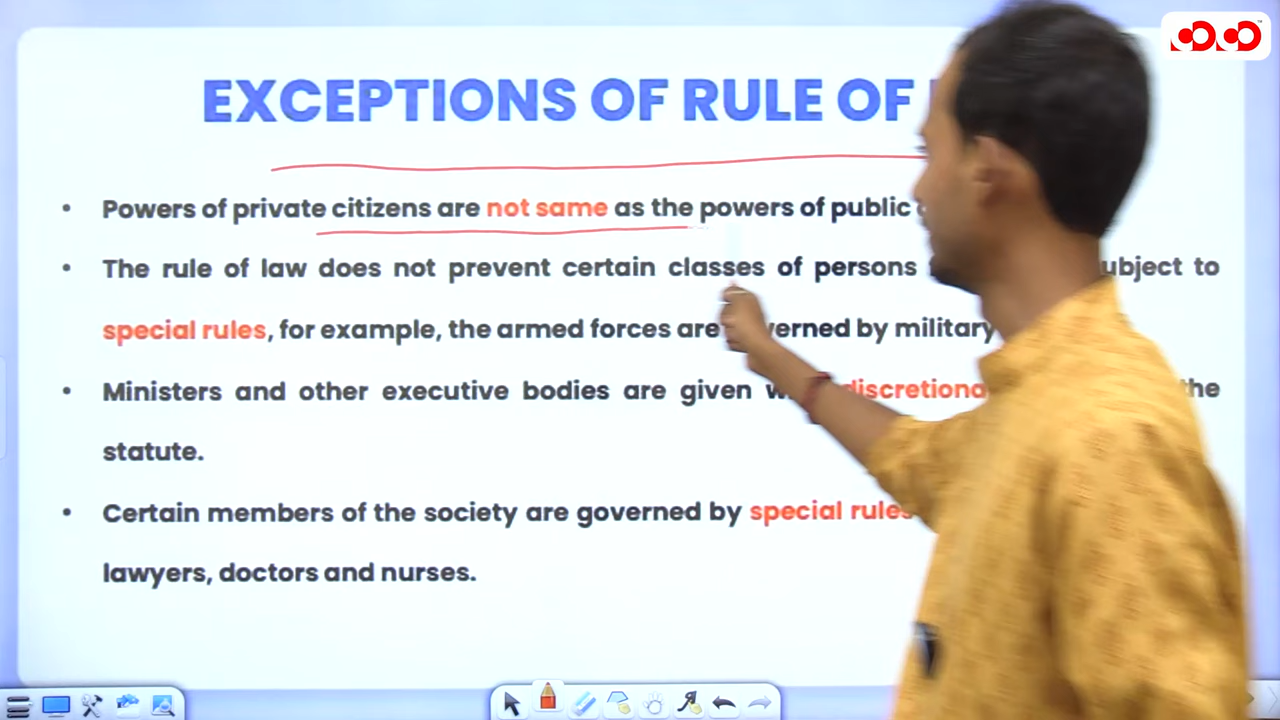 EXCEPTIONS OF RULE OF
• Powers of private citizens are not same as the powers of public
• The rule of law does not prevent certain classes of persons ubject to
special rules, for example, the armed forces are verned by military
• Ministers and other executive bodies are given discretiona the
statute.
• Certain members of the society are governed by special rules
lawyers, doctors and nurses.